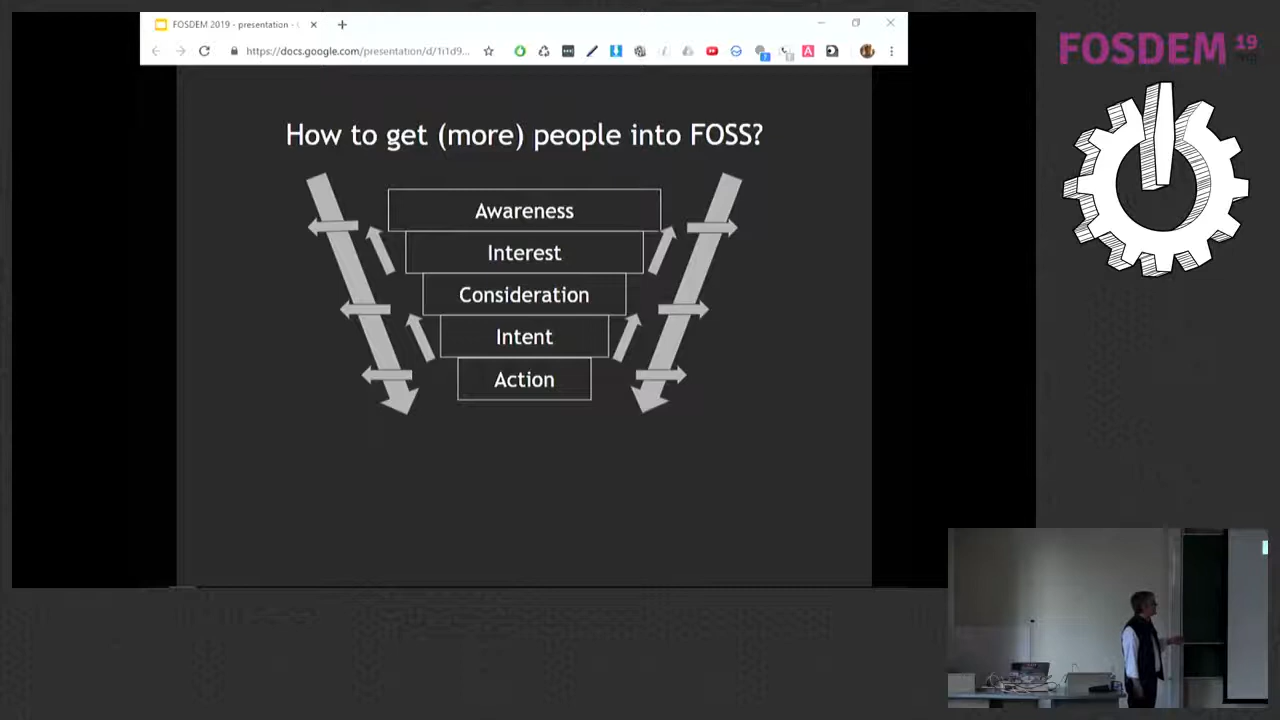 FOSDEM 2019 - presentation -
https://docs.google.com/presentation/d/1i1d9...
FOSDEM 19
How to get (more) people into FOSS?
Awareness
Interest
Consideration
Intent
Action